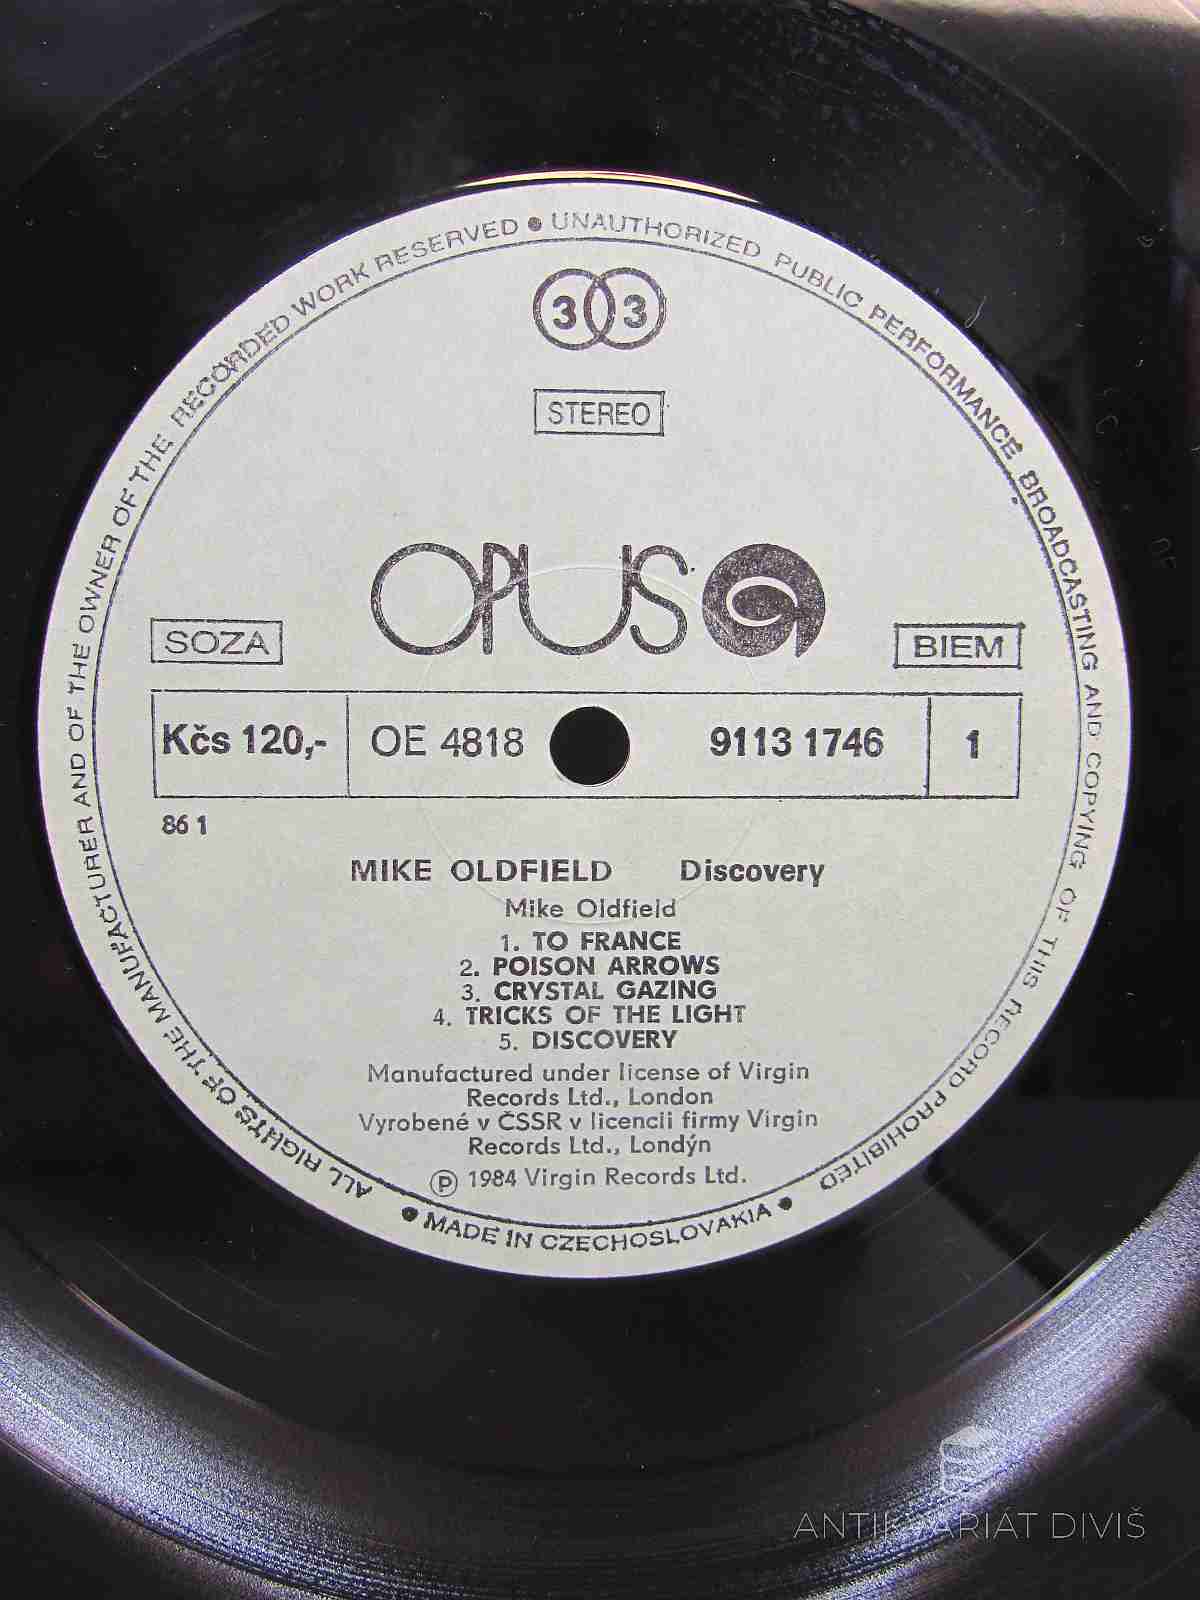 ALL RIGHTS OF THE MANUFACTURER AND OF THE OWNER OF THE RECORDED WORK RESERVED • UNAUTHORIZED PUBLIC PERFORMANCE BROADCASTING AND COPYING OF THIS RECORD PROHIBITED
33
STEREO
OPUS
SOZA
BIEM
Kčs 120,- OE 4818 9113 1746 1
86 1
MIKE OLDFIELD Discovery
Mike Oldfield
1. TO FRANCE
2. POISON ARROWS
3. CRYSTAL GAZING
4. TRICKS OF THE LIGHT
5. DISCOVERY
Manufactured under license of Virgin
Records Ltd., London
Vyrobené v ČSSR v licencii firmy Virgin
Records Ltd., Londýn
Ⓟ 1984 Virgin Records Ltd.
• MADE IN CZECHOSLOVAKIA •
ANTIKVARIÁT DIVIŠ